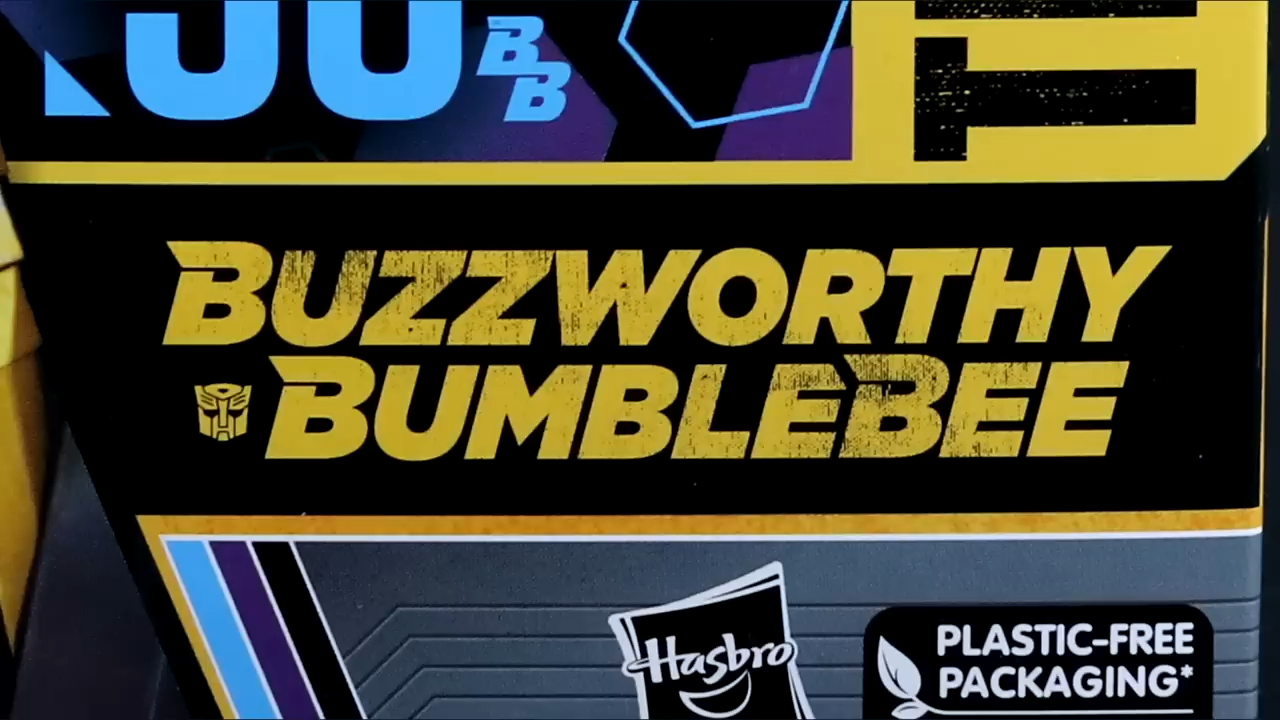 BB
BUZZWORTHY
BUMBLEBEE
Hasbro
PLASTIC-FREE
PACKAGING*